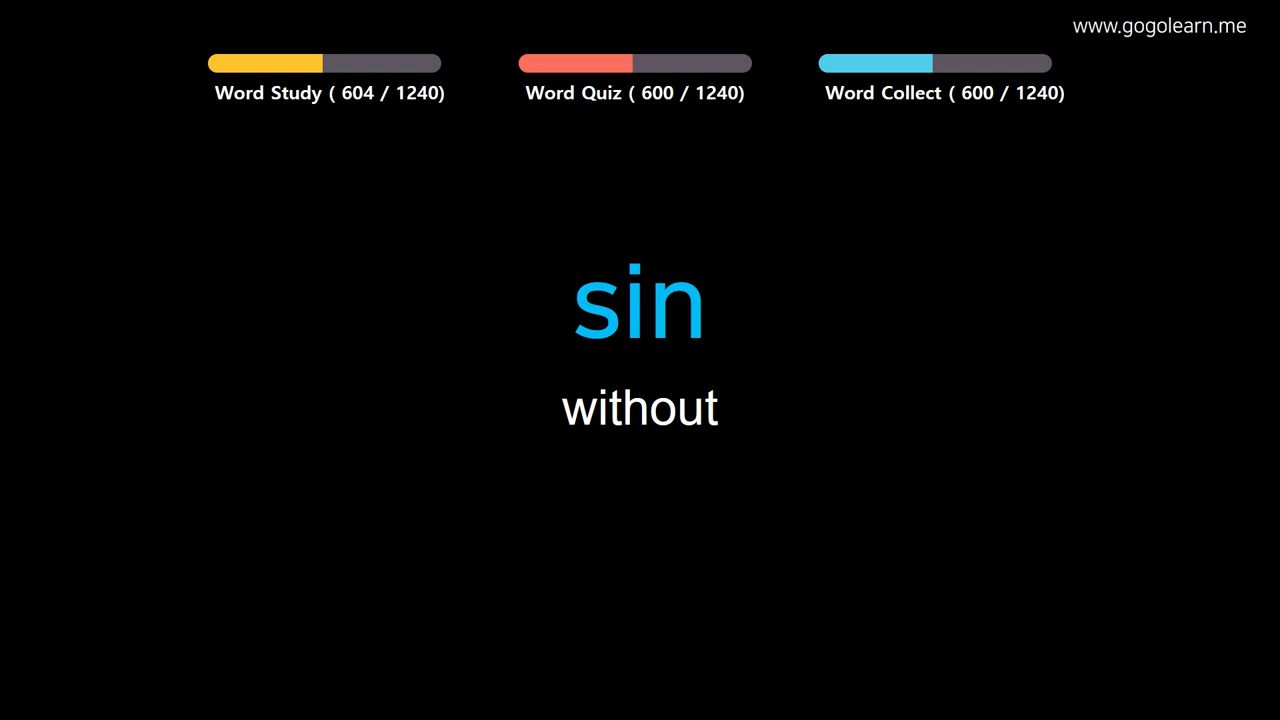 www.gogolearn.me
Word Study ( 604 / 1240)
Word Quiz ( 600 / 1240)
Word Collect ( 600 / 1240)
sin
without